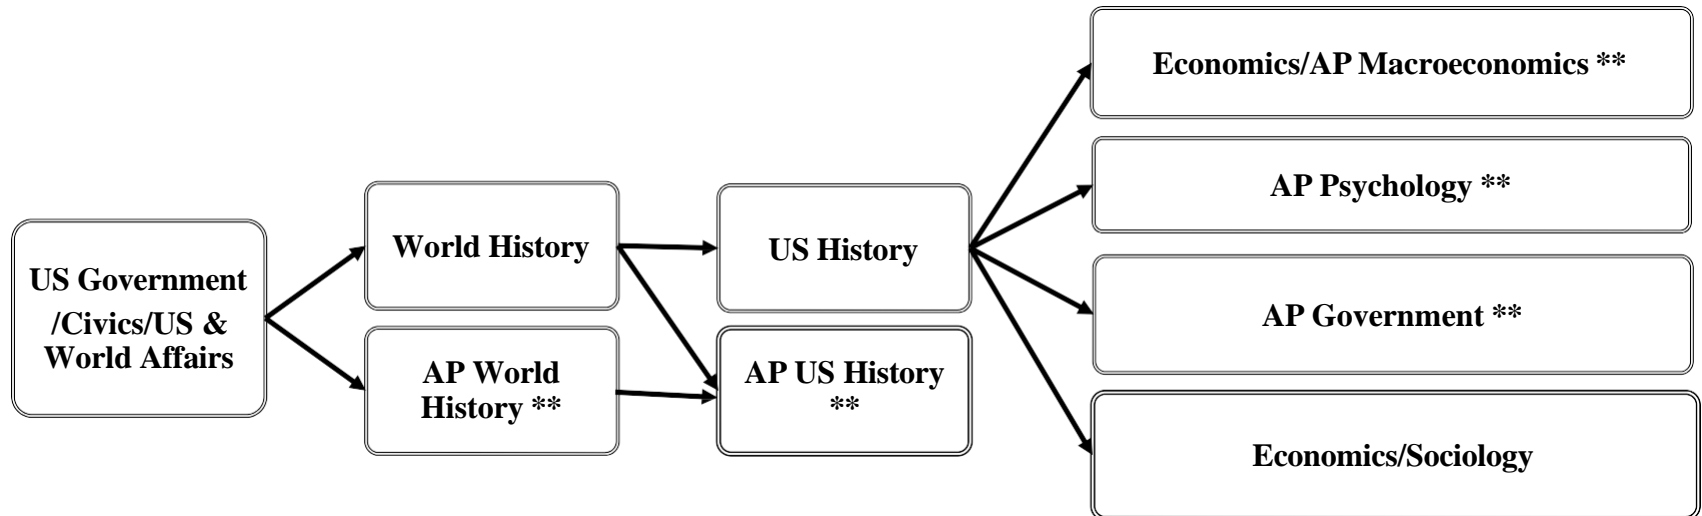 US Government
/Civics/US &
World Affairs
World History
AP World
History **
US History
AP US History
**
Economics/AP Macroeconomics **
AP Psychology **
AP Government **
Economics/Sociology